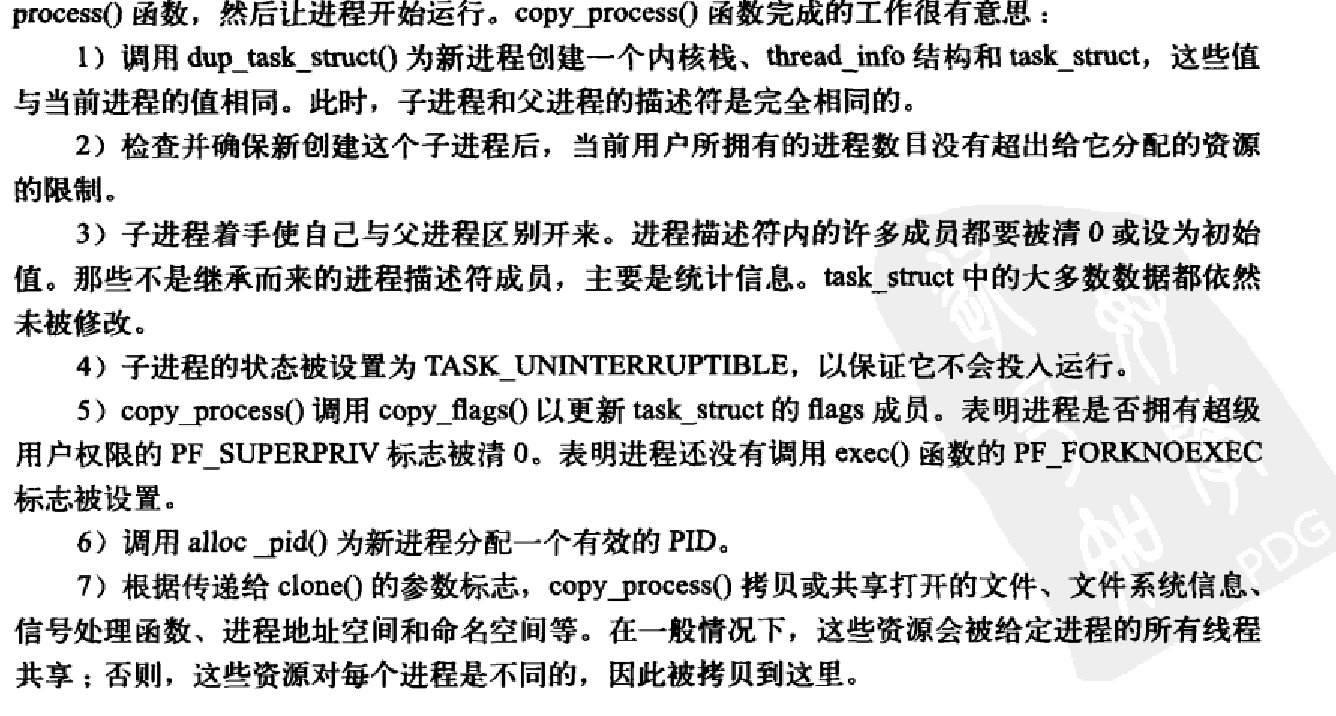 process() 函数，然后让进程开始运行。copy_process() 函数完成的工作很有意思：
1）调用 dup_task_struct() 为新进程创建一个内核栈、thread_info 结构和 task_struct，这些值
与当前进程的值相同。此时，子进程和父进程的描述符是完全相同的。
2）检查并确保新创建这个子进程后，当前用户所拥有的进程数目没有超出给它分配的资源
的限制。
3）子进程着手使自己与父进程区别开来。进程描述符内的许多成员都要被清 0 或设为初始
值。那些不是继承而来的进程描述符成员，主要是统计信息。task_struct 中的大多数数据都依然
未被修改。
4）子进程的状态被设置为 TASK_UNINTERRUPTIBLE，以保证它不会投入运行。
5）copy_process() 调用 copy_flags() 以更新 task_struct 的 flags 成员。表明进程是否拥有超级
用户权限的 PF_SUPERPRIV 标志被清 0。表明进程还没有调用 exec() 函数的 PF_FORKNOEXEC
标志被设置。
6）调用 alloc _pid() 为新进程分配一个有效的 PID。
7）根据传递给 clone() 的参数标志，copy_process() 拷贝或共享打开的文件、文件系统信息、
信号处理函数、进程地址空间和命名空间等。在一般情况下，这些资源会被给定进程的所有线程
共享；否则，这些资源对每个进程是不同的，因此被拷贝到这里。
PDG